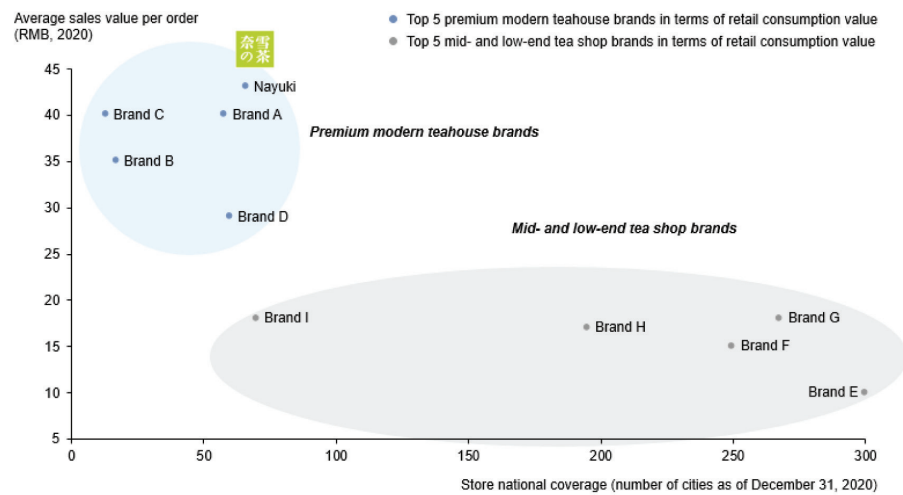 Average sales value per order
(RMB, 2020)
Top 5 premium modern teahouse brands in terms of retail consumption value
Top 5 mid- and low-end tea shop brands in terms of retail consumption value
奈雪
の茶
45
Nayuki
40
Brand C
Brand A
Premium modern teahouse brands
35
Brand B
30
Brand D
Mid- and low-end tea shop brands
25
20
Brand I
Brand H
Brand G
15
Brand F
10
Brand E
5
0
50
100
150
200
250
300
Store national coverage (number of cities as of December 31, 2020)